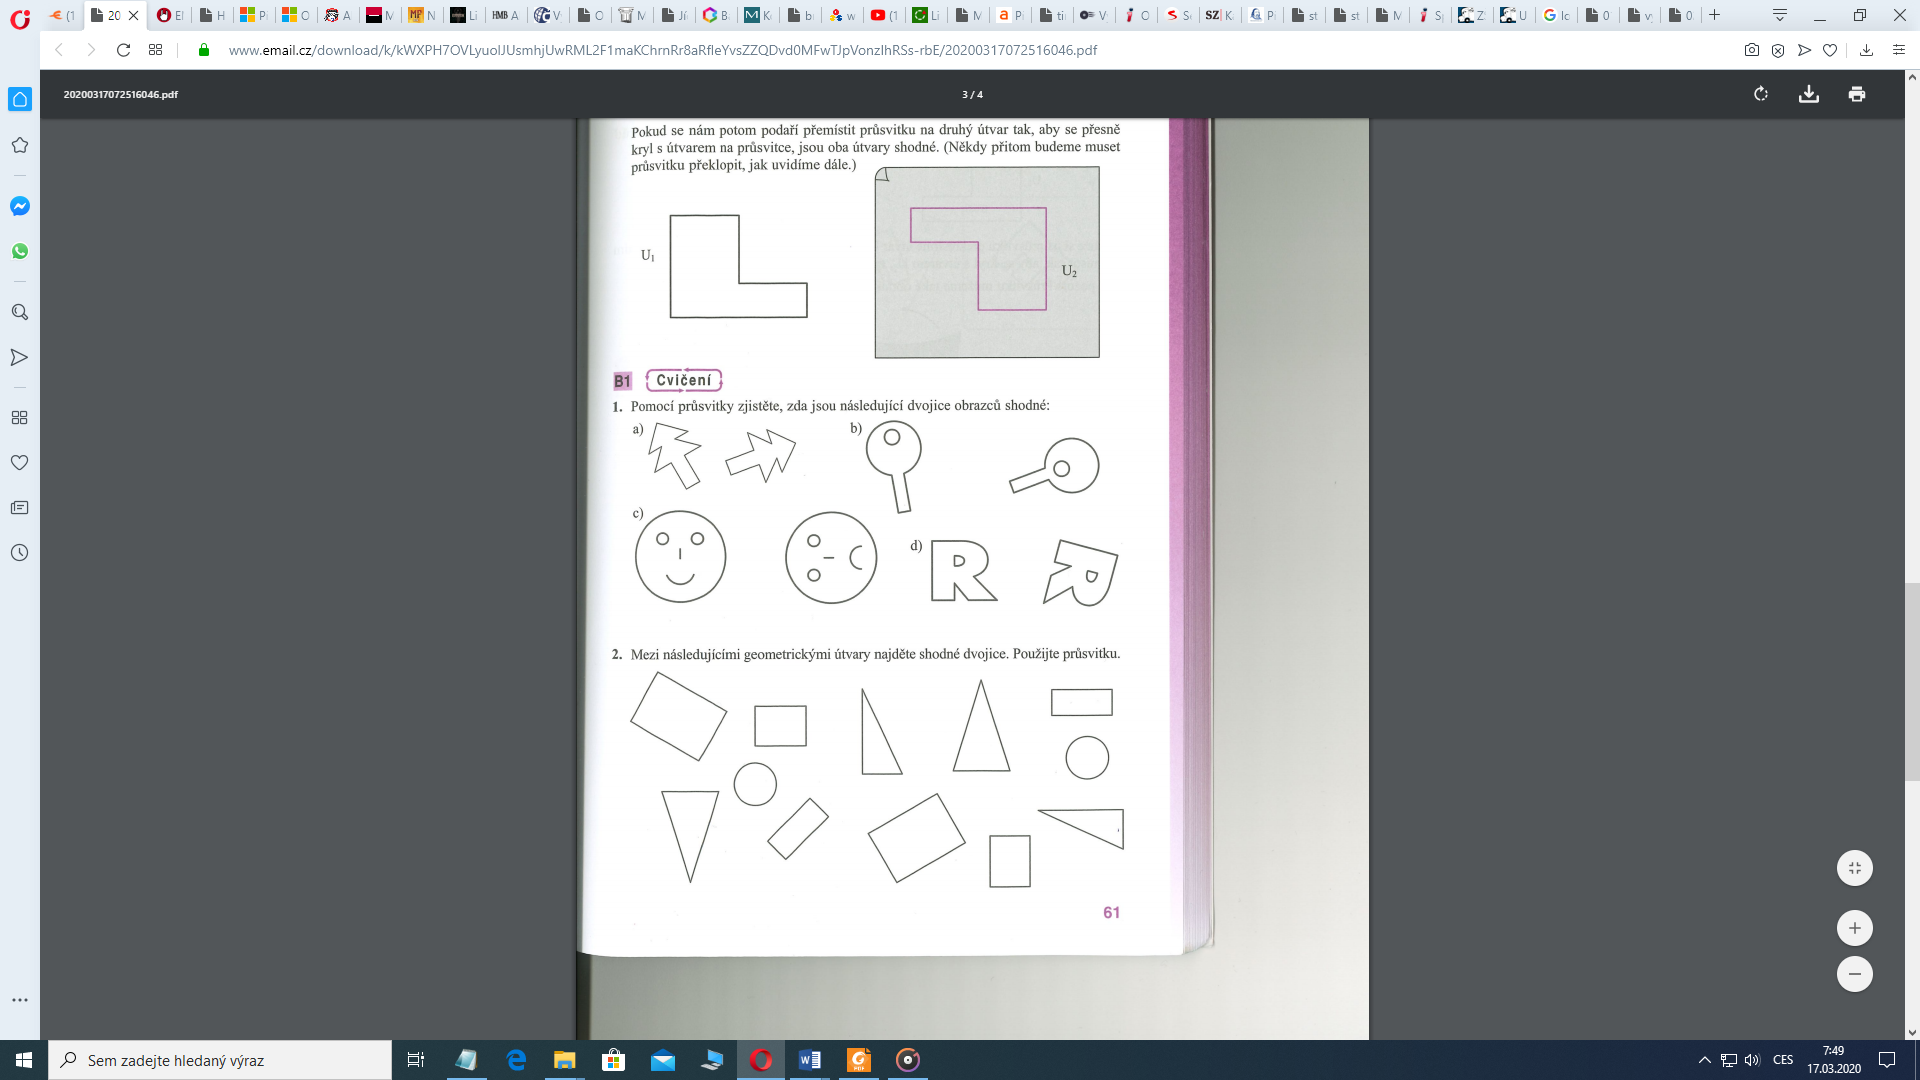 20
www.email.cz/download/k/kWXPH7OVLyuolJUsmhjUwRML2F1maKChrnRr8aRfleYvsZZQDvd0MFwTJpVonzlhRSs-rbE/20200317072516046.pdf
20200317072516046.pdf
3 / 4
Pokud se nám potom podaří přemístit průsvitku na druhý útvar tak, aby se přesně
kryl s útvarem na průsvitce, jsou oba útvary shodné. (Někdy přitom budeme muset
průsvitku překlopit, jak uvidíme dále.)
U1
U2
B1 Cvičení
1. Pomocí průsvitky zjistěte, zda jsou následující dvojice obrazců shodné:
a)
b)
c)
d)
R
R
2. Mezi následujícími geometrickými útvary najděte shodné dvojice. Použijte průsvitku.
61
Sem zadejte hledaný výraz
CES
7:49
17.03.2020